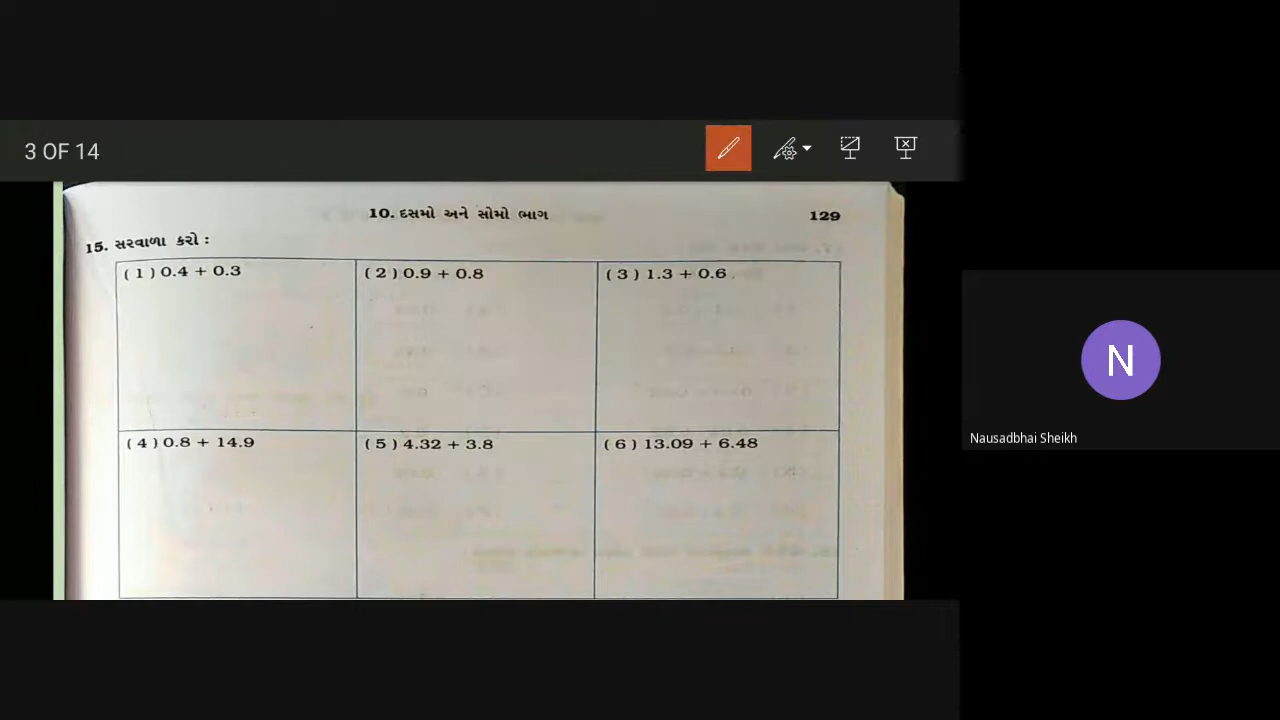 3 OF 14
10. દસમો અને સોમો ભાગ 129
15. સરવાળા કરો :
( 1 ) 0.4 + 0.3 ( 2 ) 0.9 + 0.8 ( 3 ) 1.3 + 0.6
( 4 ) 0.8 + 14.9 ( 5 ) 4.32 + 3.8 ( 6 ) 13.09 + 6.48
N
Nausadbhai Sheikh